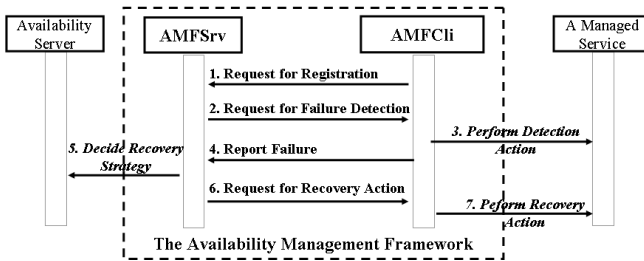 Availability
Server
AMFSrv
AMFCli
A Managed
Service
1. Request for Registration
2. Request for Failure Detection
3. Perform Detection
Action
4. Report Failure
5. Decide Recovery
Strategy
6. Request for Recovery Action
7. Peform Recovery
Action
The Availability Management Framework